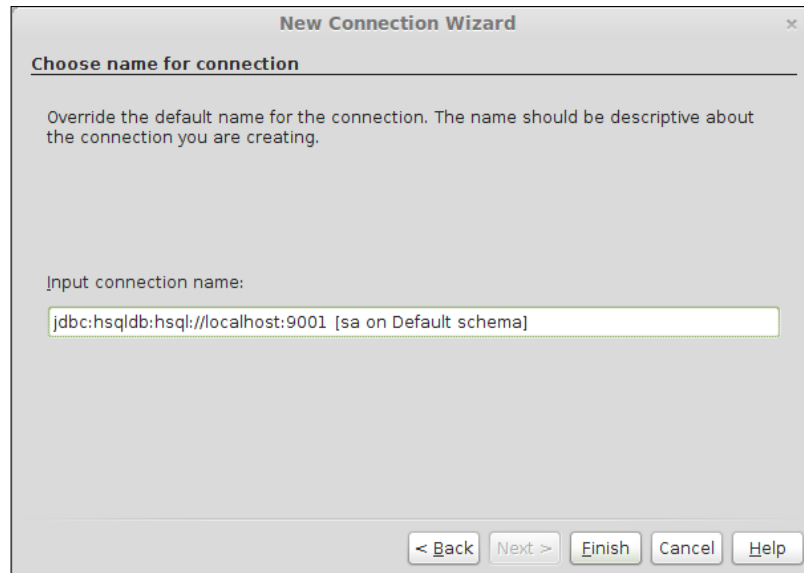 New Connection Wizard
Choose name for connection
Override the default name for the connection. The name should be descriptive about
the connection you are creating.
Input connection name:
jdbc:hsqldb:hsql://localhost:9001 [sa on Default schema]
< Back Next > Finish Cancel Help